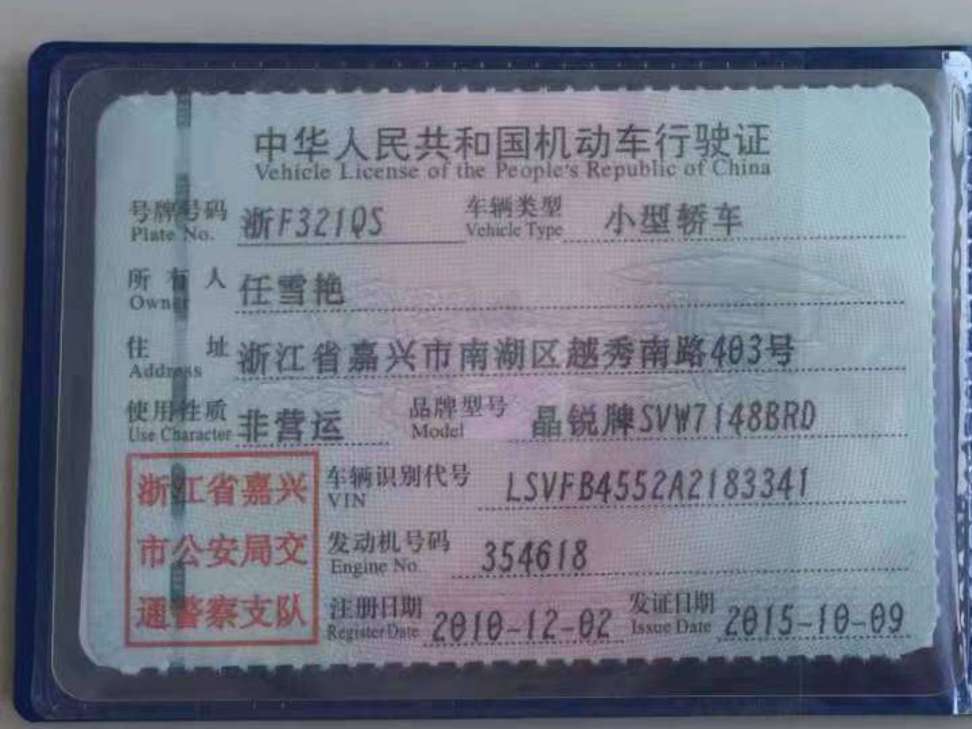 中华人民共和国机动车行驶证
Vehicle License of the People's Republic of China
号牌号码 浙F321QS 车辆类型 小型轿车
Plate No. Vehicle Type
所有人 任雪艳
Owner
住址 浙江省嘉兴市南湖区越秀南路403号
Address
使用性质 非营运 品牌型号 晶锐牌SVW7148BRD
Use Character Model
浙江省嘉兴 车辆识别代号 LSVFB4552A2183341
VIN
市公安局交 发动机号码 354618
Engine No.
通警察支队 注册日期 2010-12-02 发证日期 2015-10-09
Register Date Issue Date